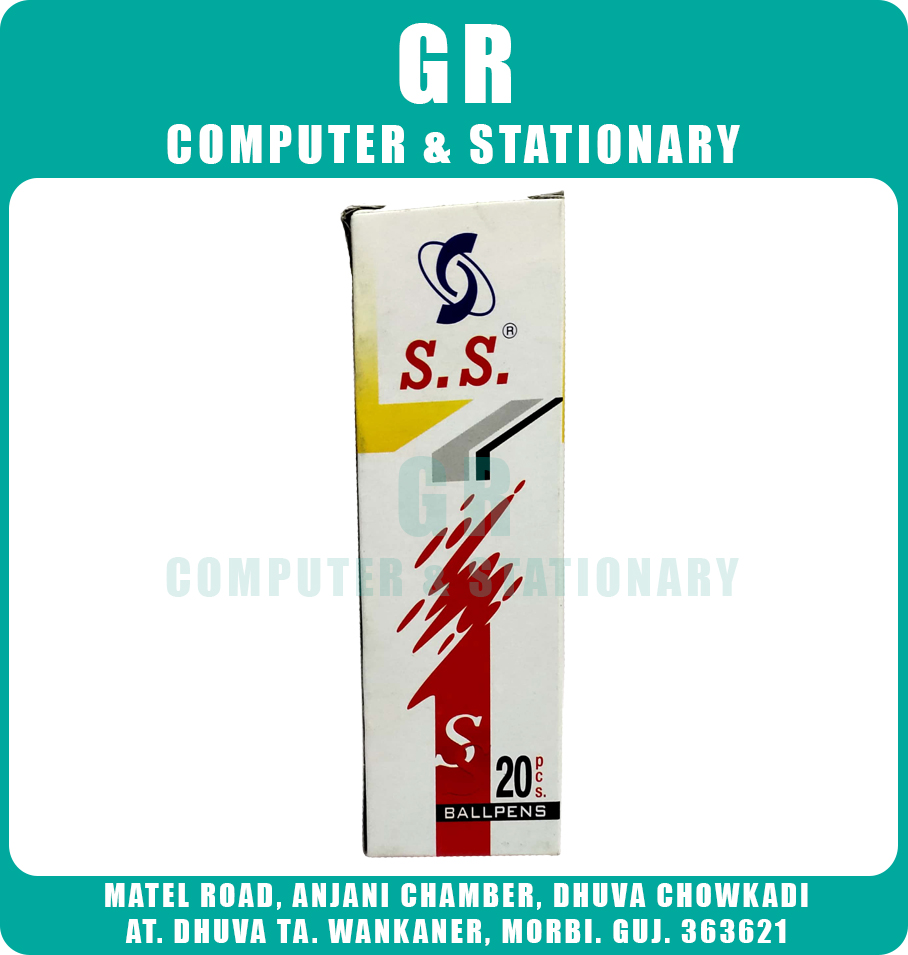 GR
COMPUTER & STATIONARY
S.S.®
GR
COMPUTER & STATIONARY
S
20 pcs.
BALLPENS
MATEL ROAD, ANJANI CHAMBER, DHUVA CHOWKADI
AT. DHUVA TA. WANKANER, MORBI. GUJ. 363621